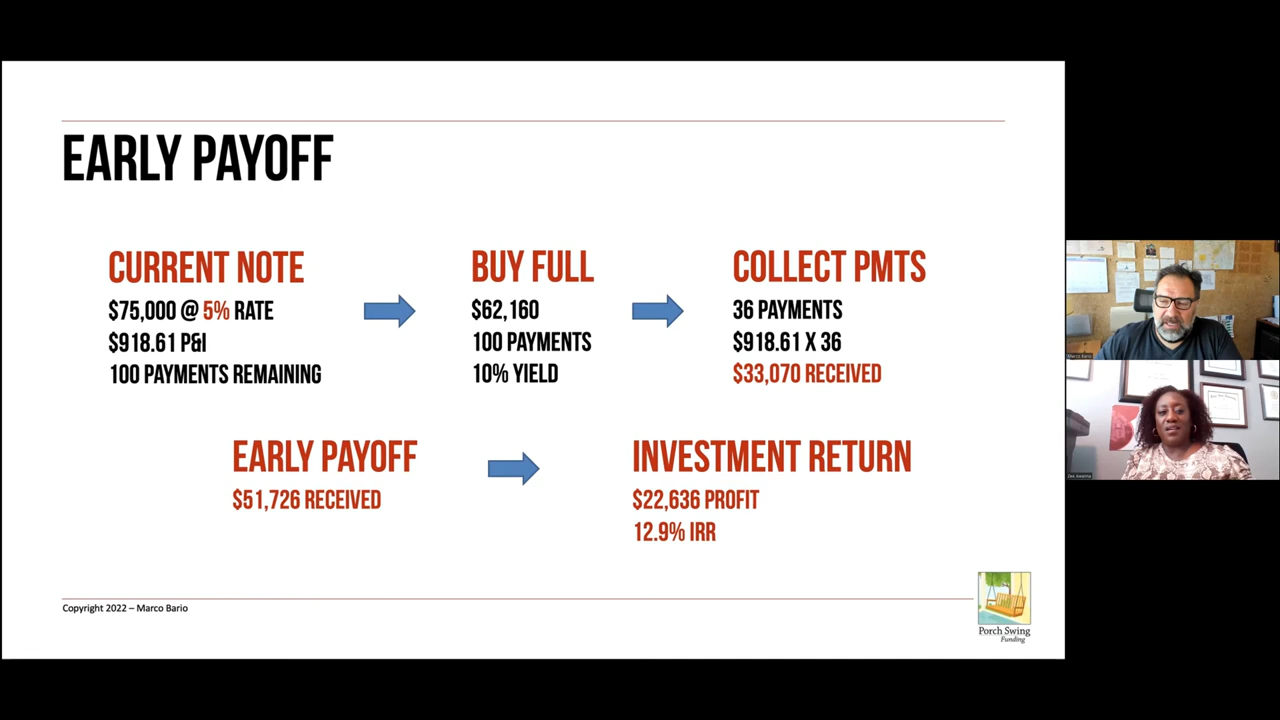 EARLY PAYOFF
CURRENT NOTE
$75,000 @ 5% RATE
$918.61 P&I
100 PAYMENTS REMAINING
BUY FULL
$62,160
100 PAYMENTS
10% YIELD
COLLECT PMTS
36 PAYMENTS
$918.61 X 36
$33,070 RECEIVED
EARLY PAYOFF
$51,726 RECEIVED
INVESTMENT RETURN
$22,636 PROFIT
12.9% IRR
Copyright 2022 – Marco Bario
Porch Swing
Funding
Marco Bario